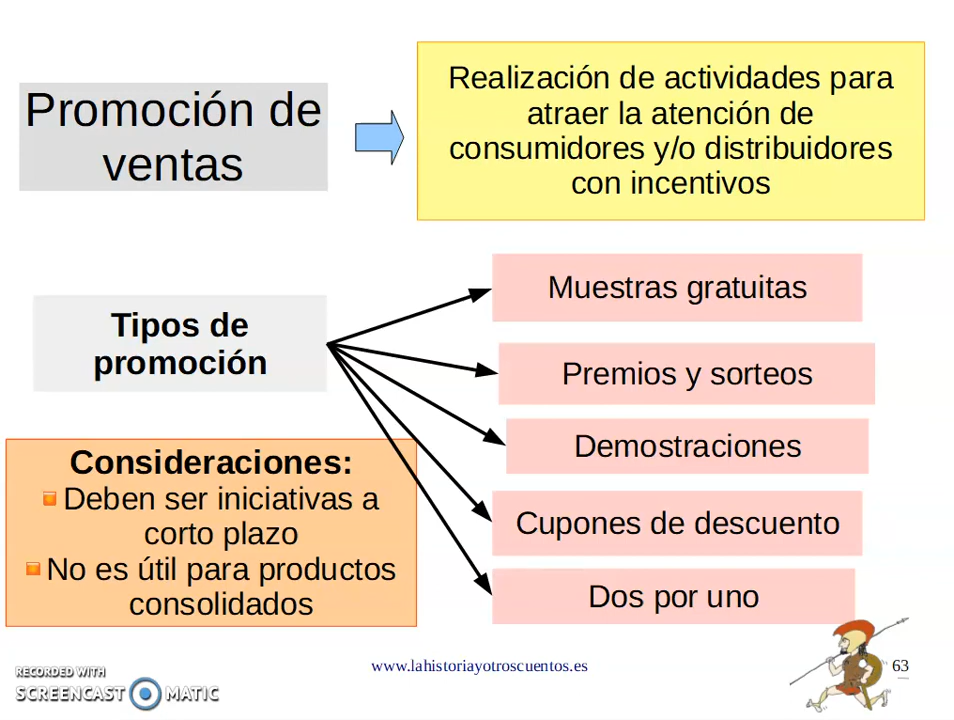 Promoción de
ventas
Realización de actividades para
atraer la atención de
consumidores y/o distribuidores
con incentivos
Tipos de
promoción
Muestras gratuitas
Premios y sorteos
Demostraciones
Cupones de descuento
Dos por uno
Consideraciones:
Deben ser iniciativas a
corto plazo
No es útil para productos
consolidados
www.lahistoriayotroscuentos.es
63
RECORDED WITH
SCREENCAST MATIC